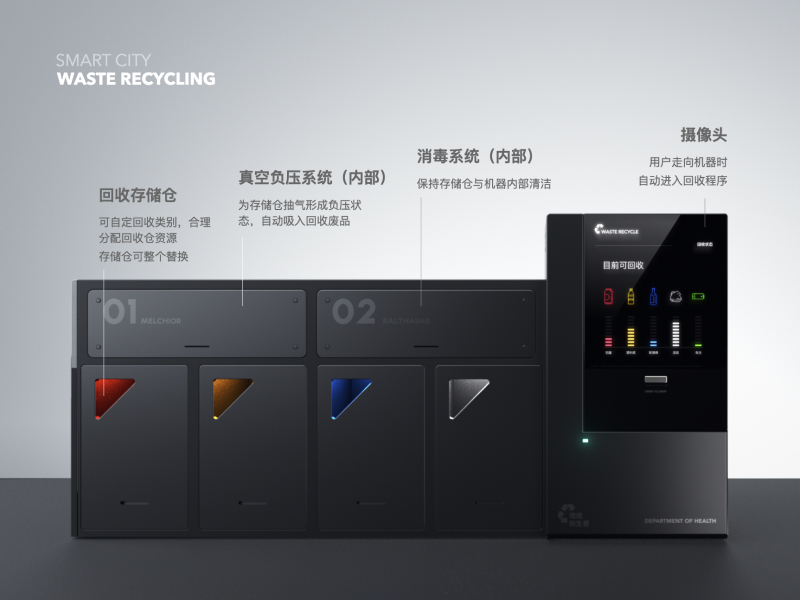 SMART CITY
WASTE RECYCLING
摄像头
用户走向机器时
自动进入回收程序
消毒系统（内部）
保持存储仓与机器内部清洁
真空负压系统（内部）
为存储仓抽气形成负压状
态，自动吸入回收废品
回收存储仓
可自定回收类别，合理
分配回收仓资源
存储仓可整个替换
WASTE RECYCLE
回收状态
目前可回收
01 MELCHIOR
02 BALTHASAR
DEPARTMENT OF HEALTH